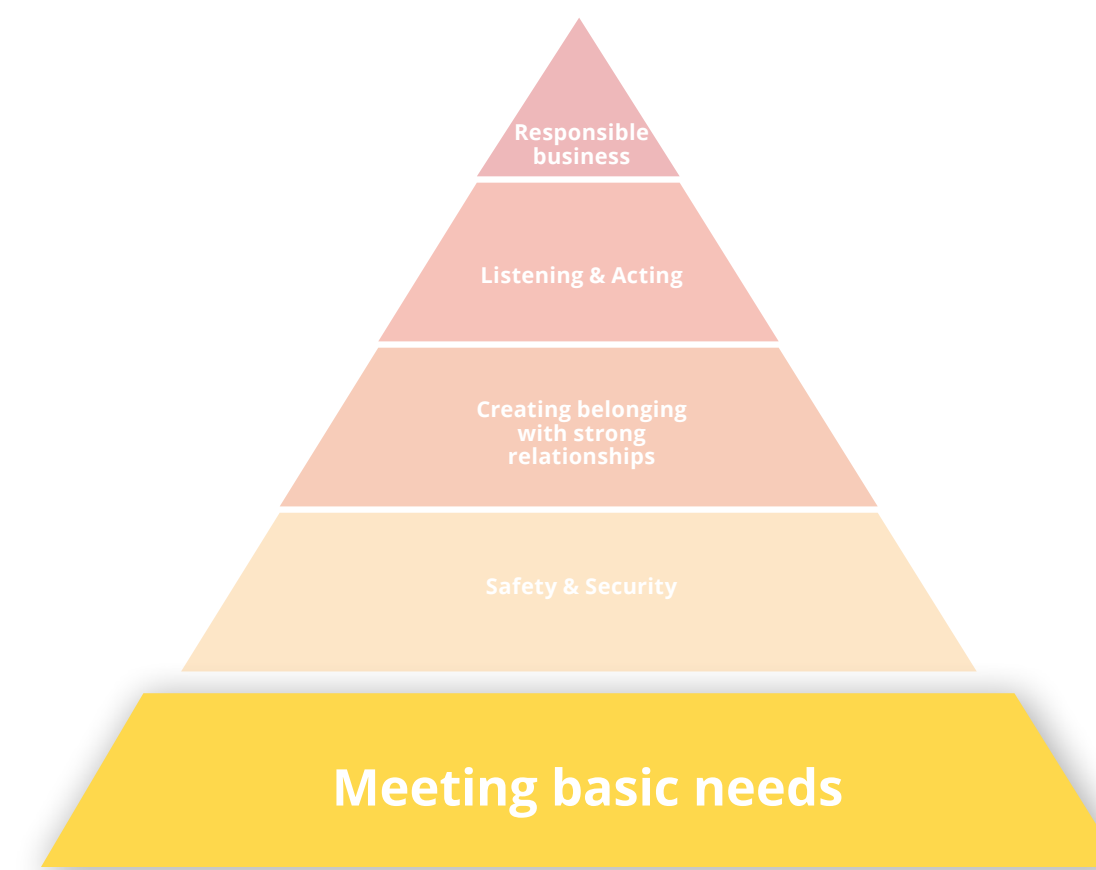 Responsible
business
Listening & Acting
Creating belonging
with strong
relationships
Safety & Security
Meeting basic needs